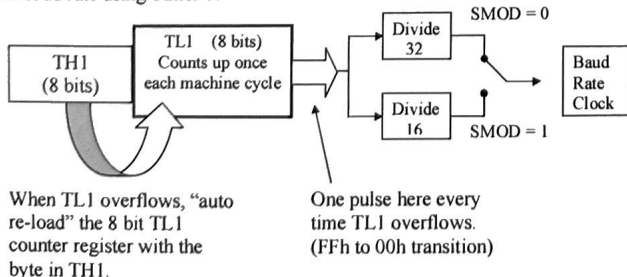 TH1
(8 bits)
TL1 (8 bits)
Counts up once
each machine cycle
Divide
32
Divide
16
SMOD = 0
SMOD = 1
Baud
Rate
Clock
When TL1 overflows, “auto
re-load” the 8 bit TL1
counter register with the
byte in TH1.
One pulse here every
time TL1 overflows.
(FFh to 00h transition)